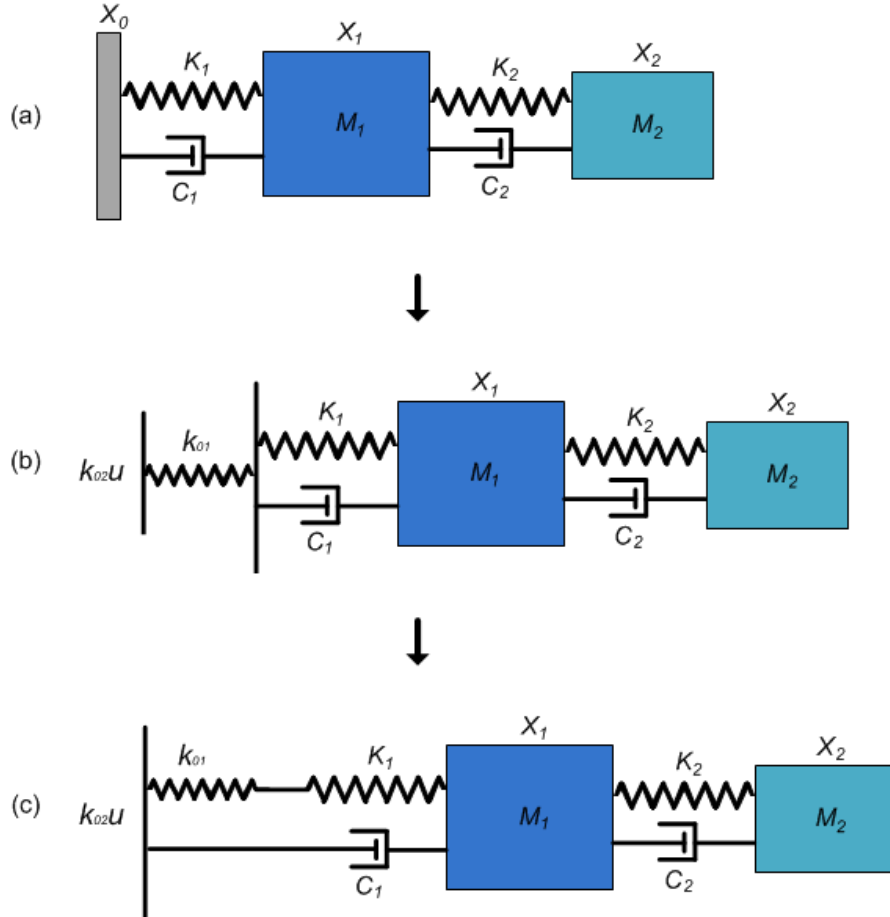 X₀
X₁
K₁
K₂
X₂
(a)
M₁
M₂
C₁
C₂
X₁
K₁
K₂
X₂
k₀₁
(b)
k₀₂u
M₁
M₂
C₁
C₂
X₁
k₀₁
K₁
K₂
X₂
(c)
k₀₂u
M₁
M₂
C₁
C₂